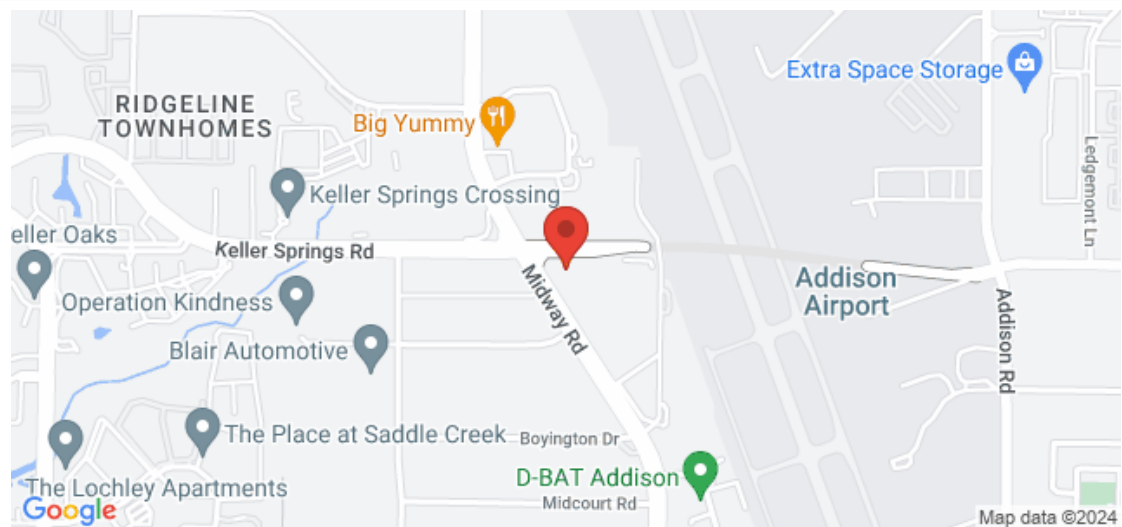 Extra Space Storage
RIDGELINE
TOWNHOMES
Big Yummy
Ledgemont Ln
Keller Springs Crossing
eller Oaks
Keller Springs Rd
Addison
Airport
Operation Kindness
Midway Rd
Addison Rd
Blair Automotive
The Place at Saddle Creek
Boyington Dr
D-BAT Addison
The Lochley Apartments
Midcourt Rd
Google
Map data ©2024